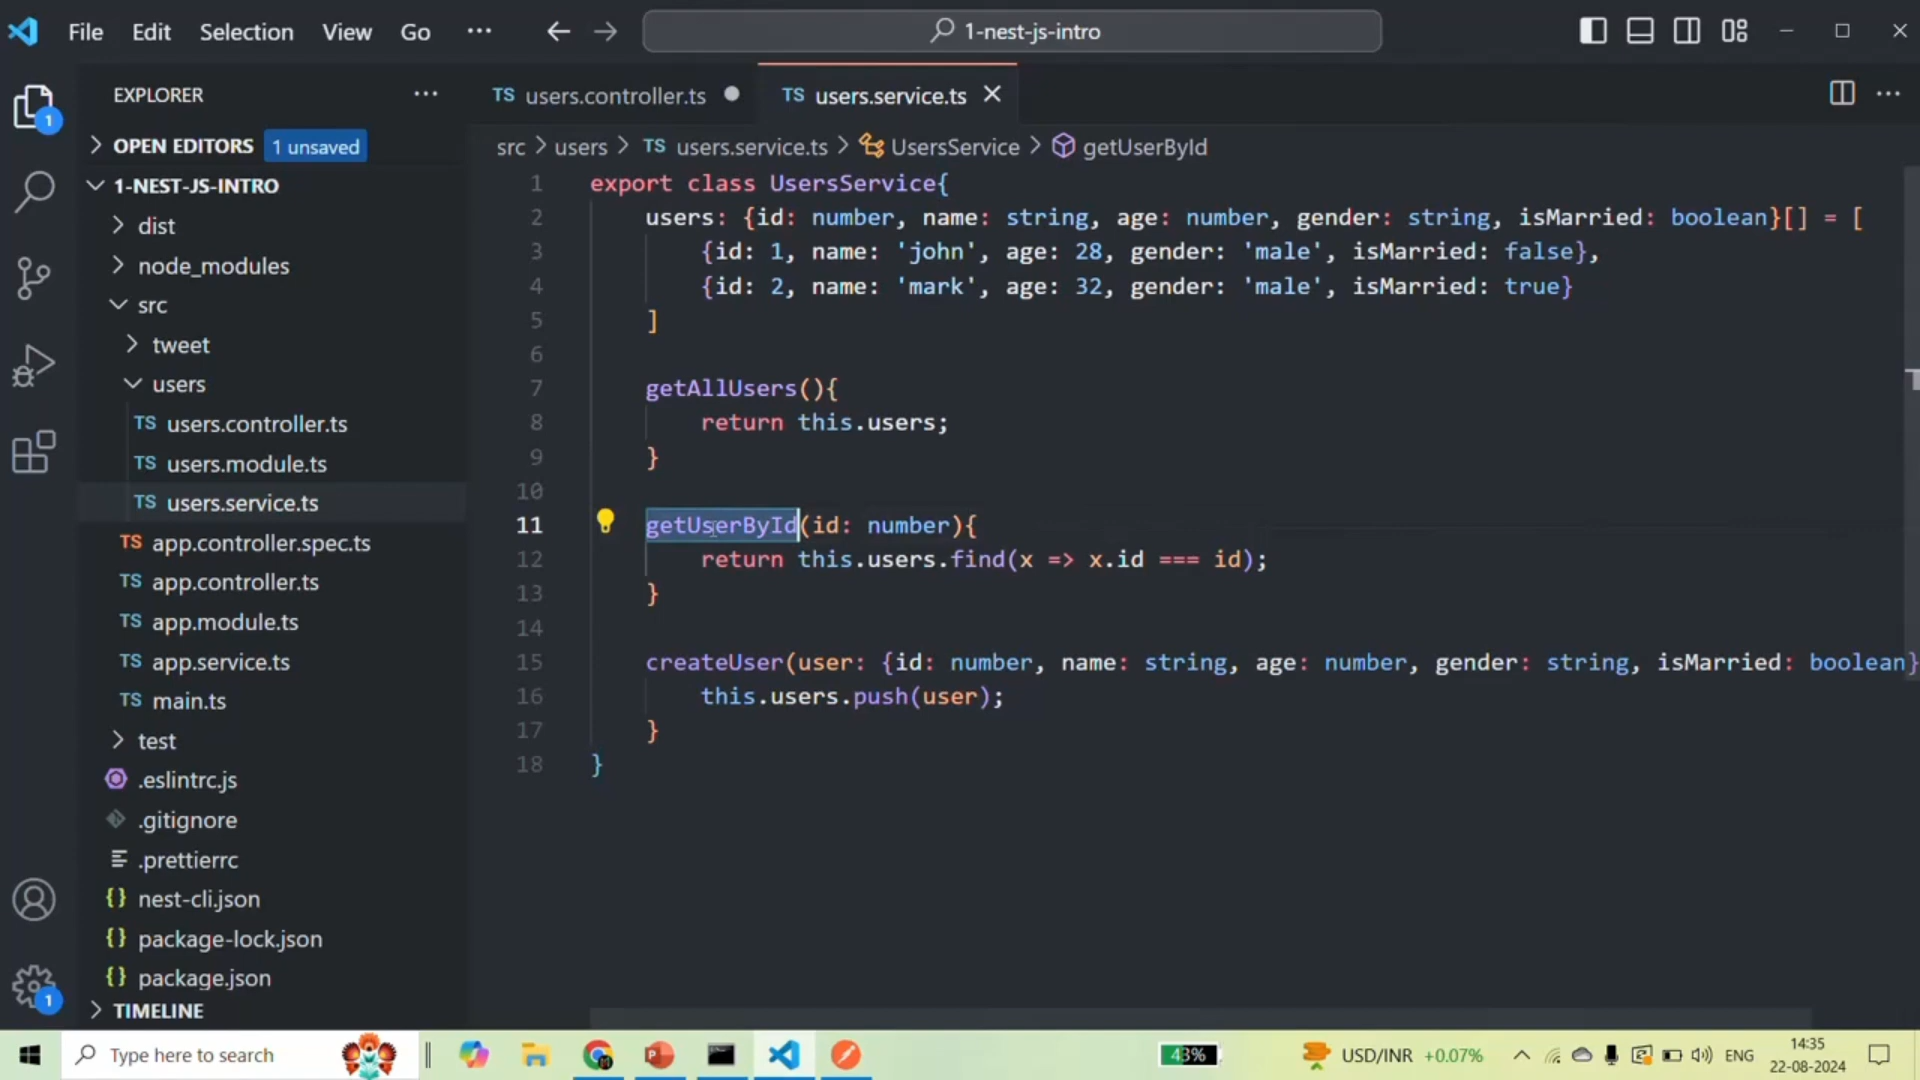 File Edit Selection View Go ··· 1-nest-js-intro
EXPLORER ···
TS users.controller.ts TS users.service.ts
OPEN EDITORS 1 unsaved
src > users > TS users.service.ts > UsersService > getUserById
1-NEST-JS-INTRO
dist
node_modules
src
tweet
users
TS users.controller.ts
TS users.module.ts
TS users.service.ts
TS app.controller.spec.ts
TS app.controller.ts
TS app.module.ts
TS app.service.ts
TS main.ts
test
.eslintrc.js
.gitignore
.prettierrc
{} nest-cli.json
{} package-lock.json
{} package.json
TIMELINE
1
1
1 export class UsersService{
2 users: {id: number, name: string, age: number, gender: string, isMarried: boolean}[] = [
3 {id: 1, name: 'john', age: 28, gender: 'male', isMarried: false},
4 {id: 2, name: 'mark', age: 32, gender: 'male', isMarried: true}
5 ]
6
7 getAllUsers(){
8 return this.users;
9 }
10
11 getUserById(id: number){
12 return this.users.find(x => x.id === id);
13 }
14
15 createUser(user: {id: number, name: string, age: number, gender: string, isMarried: boolean}
16 this.users.push(user);
17 }
18 }
Type here to search
43%
USD/INR +0.07%
ENG
14:35
22-08-2024